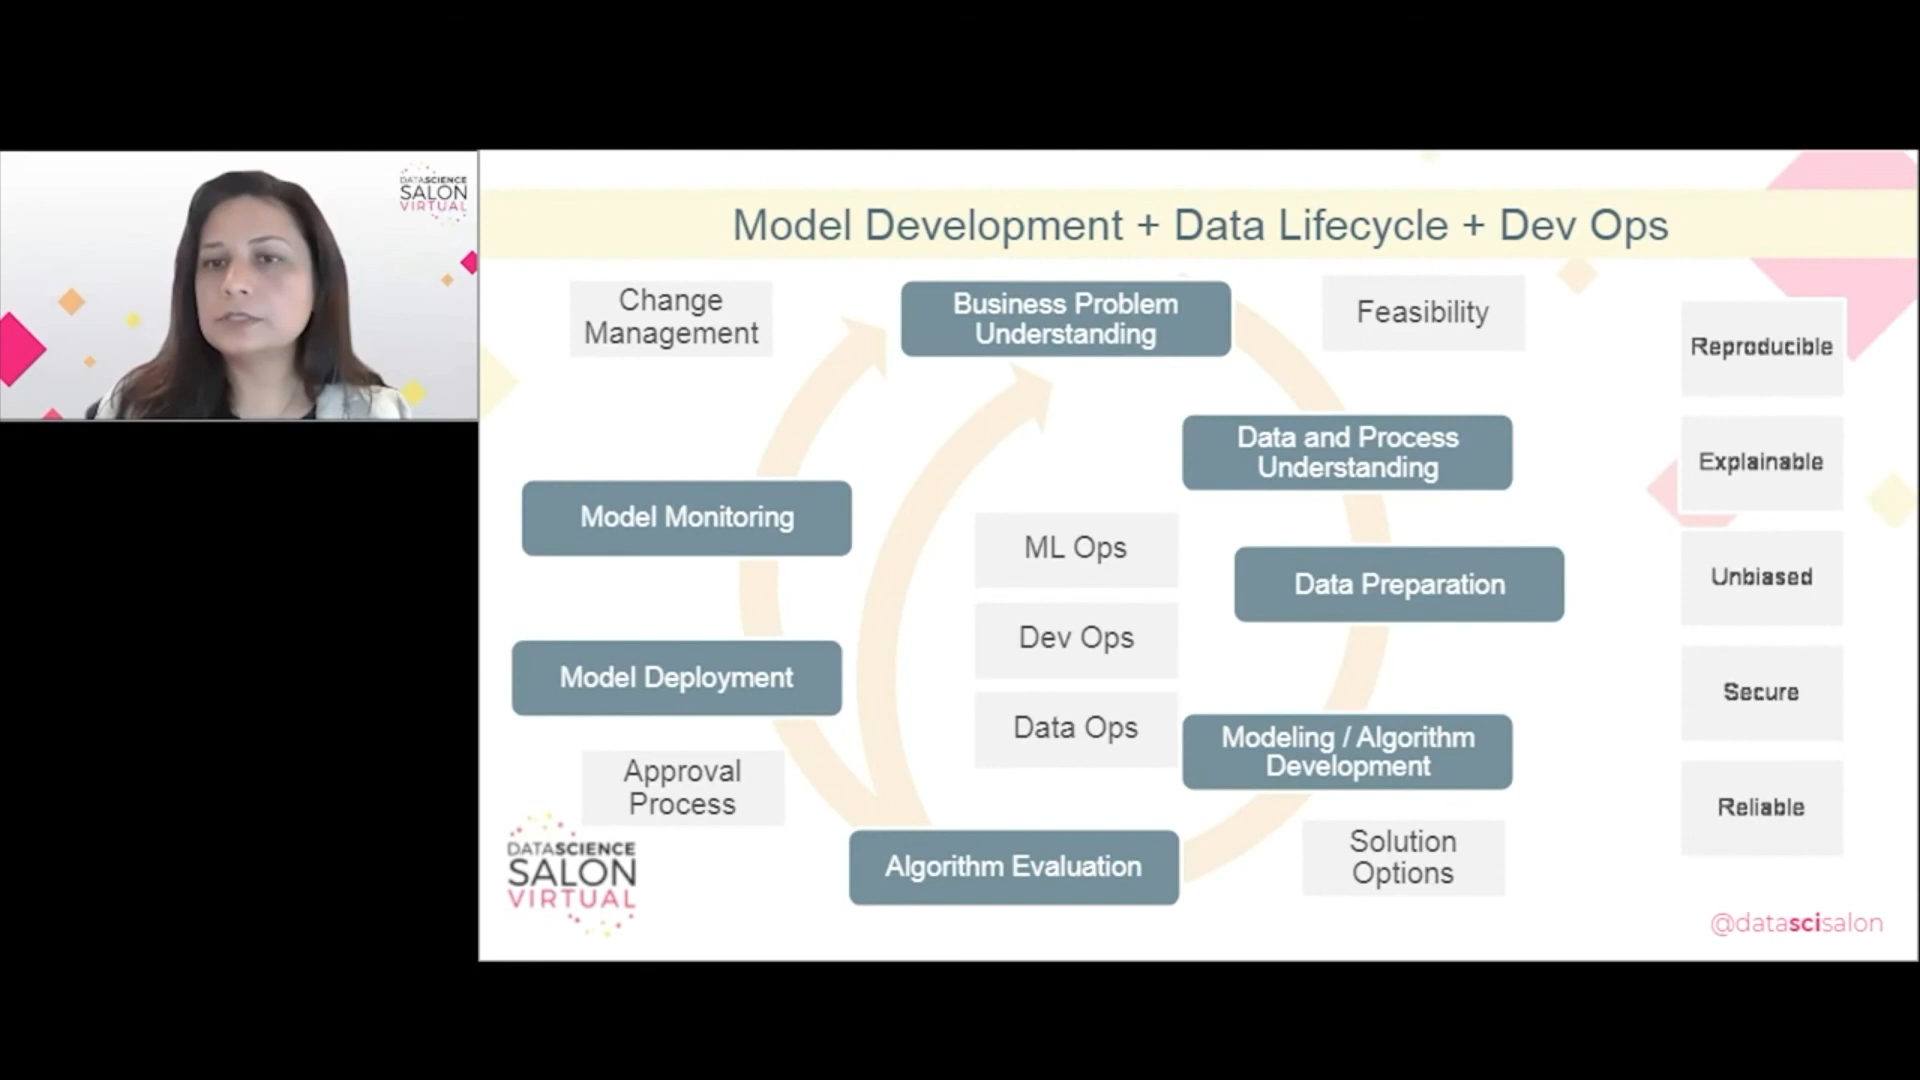 DATASCIENCE
SALON
VIRTUAL
Model Development + Data Lifecycle + Dev Ops
Change
Management
Business Problem
Understanding
Feasibility
Reproducible
Data and Process
Understanding
Explainable
Model Monitoring
ML Ops
Data Preparation
Unbiased
Dev Ops
Model Deployment
Secure
Data Ops
Modeling / Algorithm
Development
Approval
Process
Reliable
Algorithm Evaluation
Solution
Options
DATASCIENCE
SALON
VIRTUAL
@datascisalon